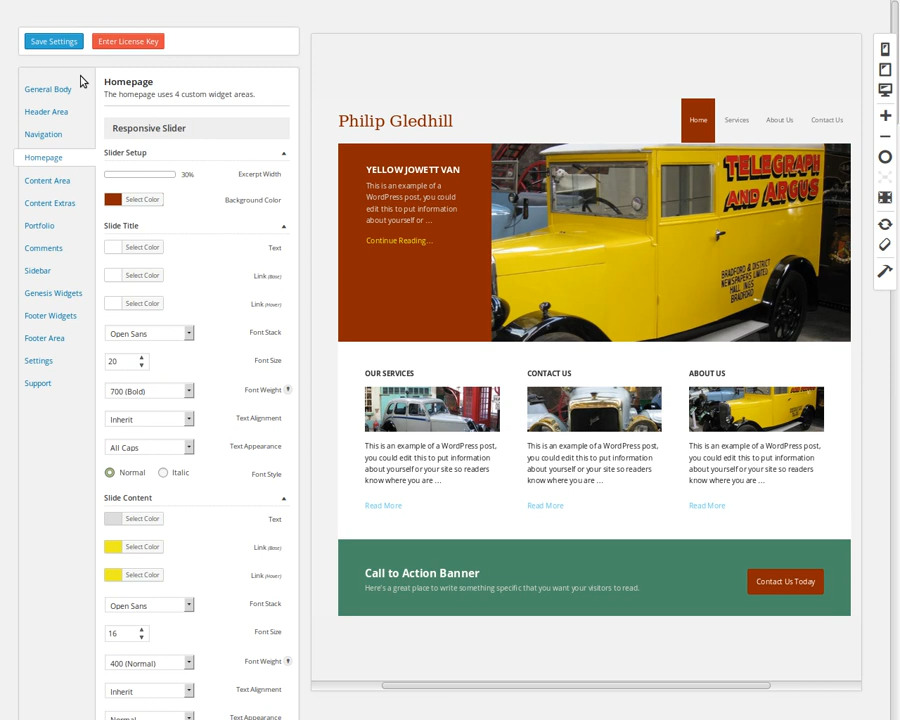 Save Settings
Enter License Key
General Body
Header Area
Navigation
Homepage
Content Area
Content Extras
Portfolio
Comments
Sidebar
Genesis Widgets
Footer Widgets
Footer Area
Settings
Support
Homepage
The homepage uses 4 custom widget areas.
Responsive Slider
Slider Setup
30% Excerpt Width
Select Color Background Color
Slide Title
Select Color Text
Select Color Link (Base)
Select Color Link (Hover)
Open Sans Font Stack
20 Font Size
700 (Bold) Font Weight
Inherit Text Alignment
All Caps Text Appearance
Normal Italic Font Style
Slide Content
Select Color Text
Select Color Link (Base)
Select Color Link (Hover)
Open Sans Font Stack
16 Font Size
400 (Normal) Font Weight
Inherit Text Alignment
Normal Text Appearance
Philip Gledhill
Home Services About Us Contact Us
YELLOW JOWETT VAN
This is an example of a
WordPress post, you could
edit this to put information
about yourself or ...
Continue Reading...
TELEGRAPH
AND ARGUS
BRADFORD & DISTRICT
NEWSPAPERS LIMITED
HALL INGS
BRADFORD
OUR SERVICES
This is an example of a WordPress post,
you could edit this to put information
about yourself or your site so readers
know where you are ...
Read More
CONTACT US
This is an example of a WordPress post,
you could edit this to put information
about yourself or your site so readers
know where you are ...
Read More
ABOUT US
This is an example of a WordPress post,
you could edit this to put information
about yourself or your site so readers
know where you are ...
Read More
Call to Action Banner
Here's a great place to write something specific that you want your visitors to read.
Contact Us Today